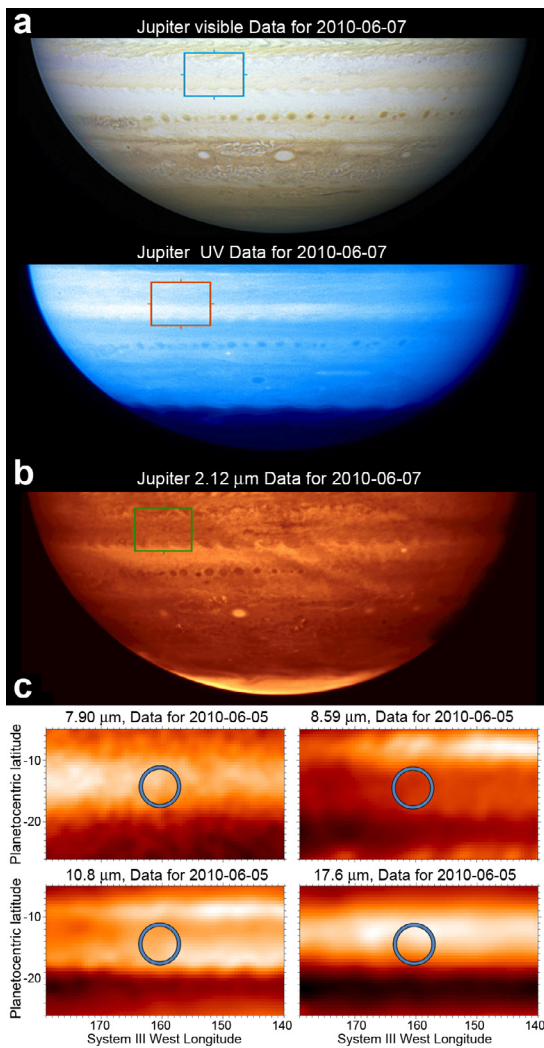 a
Jupiter visible Data for 2010-06-07
Jupiter UV Data for 2010-06-07
b
Jupiter 2.12 μm Data for 2010-06-07
c
7.90 μm, Data for 2010-06-05
8.59 μm, Data for 2010-06-05
Planetocentric latitude
-10
-20
10.8 μm, Data for 2010-06-05
17.6 μm, Data for 2010-06-05
Planetocentric latitude
-10
-20
170 160 150 140
170 160 150 140
System III West Longitude
System III West Longitude